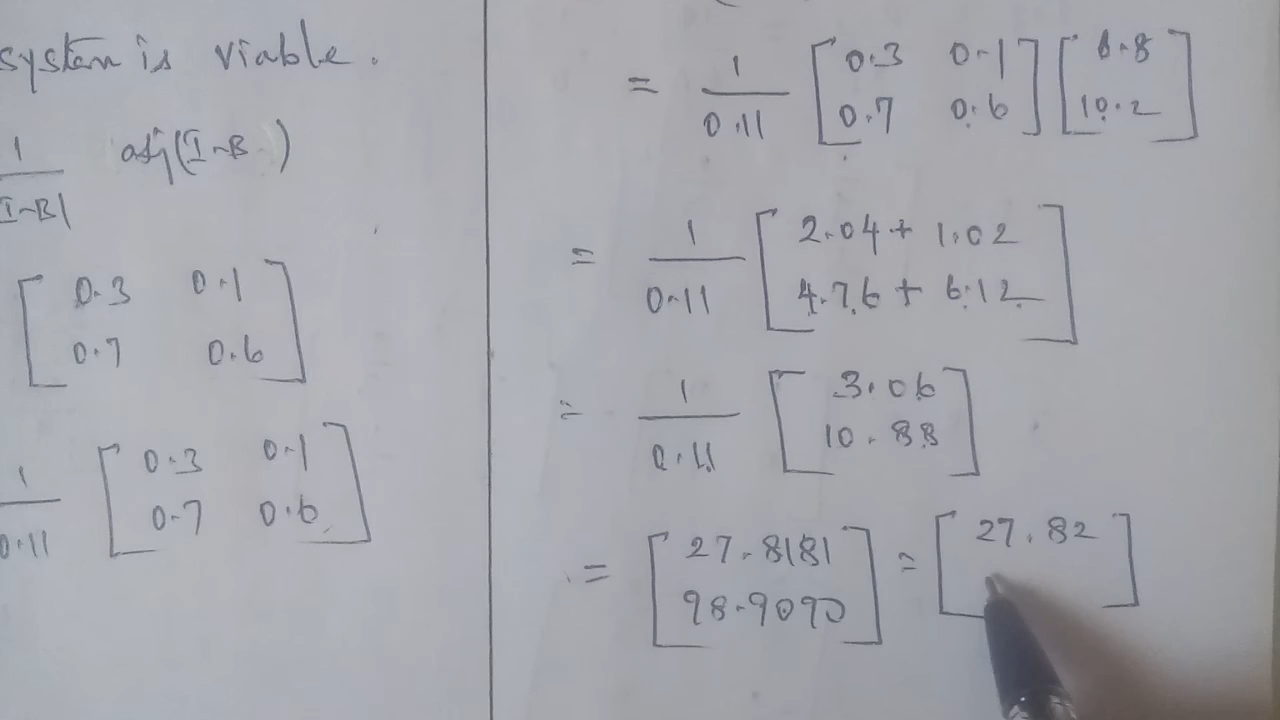 system is viable.
1
|I-B| adj(I-B)
[0.3 0.1
0.7 0.6]
1
0.11 [0.3 0.1
0.7 0.6]
= 1/0.11 [0.3 0.1
0.7 0.6] [6.8
10.2]
= 1/0.11 [2.04 + 1.02
4.76 + 6.12]
= 1/0.11 [3.06
10.88]
= [27.8181
98.9090] = [27.82]